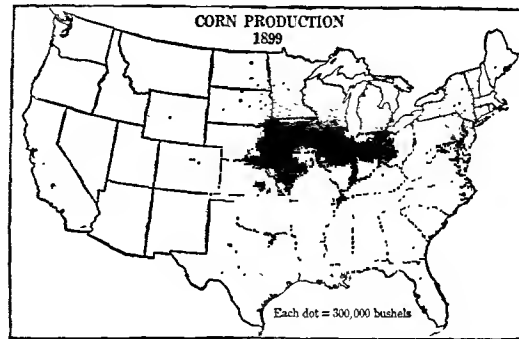 CORN PRODUCTION
1899
Each dot = 300,000 bushels